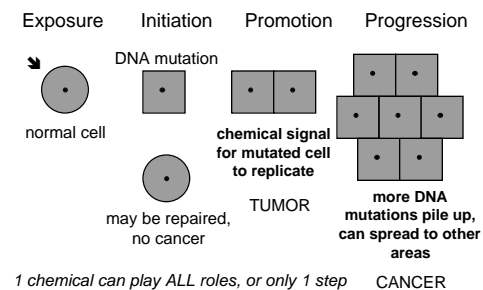 Exposure Initiation Promotion Progression
DNA mutation
normal cell
chemical signal
for mutated cell
to replicate
TUMOR
may be repaired,
no cancer
more DNA
mutations pile up,
can spread to other
areas
1 chemical can play ALL roles, or only 1 step
CANCER